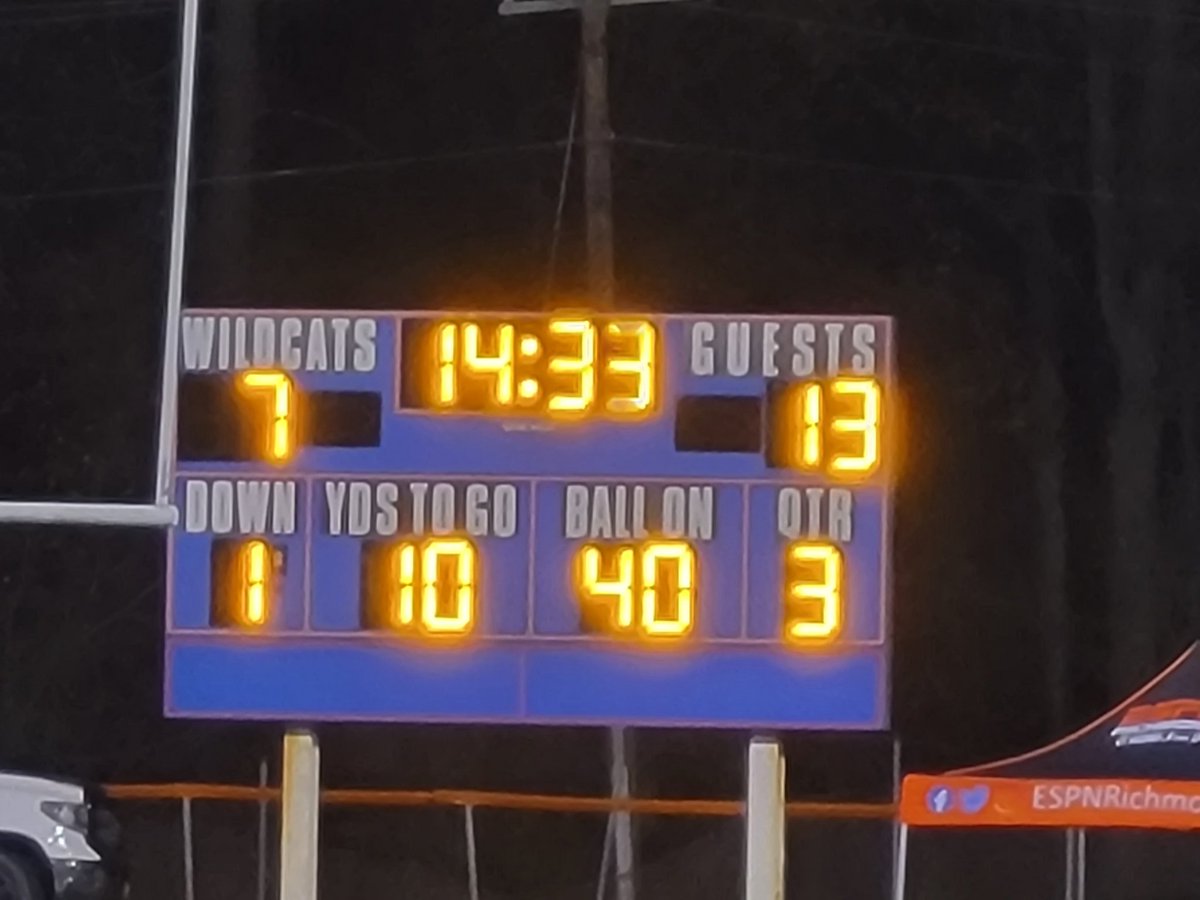 WILDCATS 14:33 GUESTS
7 13
DOWN YDS TO GO BALL ON QTR
1 10 40 3
ESPNRichmo